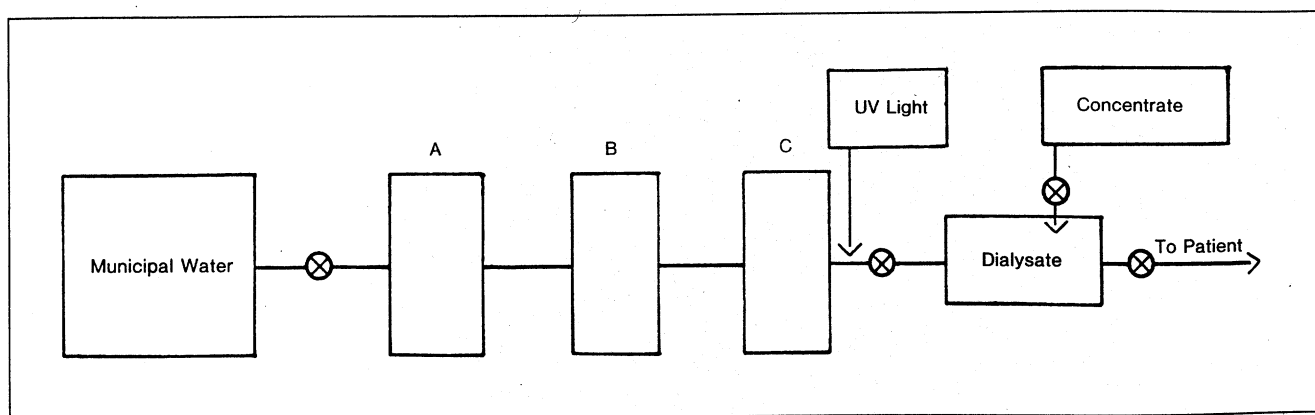 UV Light
Concentrate
A
B
C
Municipal Water
Dialysate
To Patient